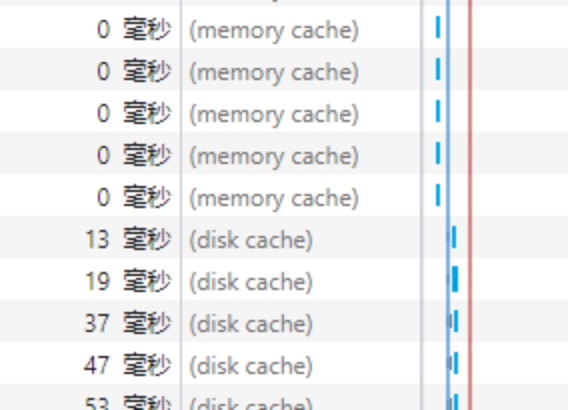 0 毫秒 (memory cache)
0 毫秒 (memory cache)
0 毫秒 (memory cache)
0 毫秒 (memory cache)
0 毫秒 (memory cache)
13 毫秒 (disk cache)
19 毫秒 (disk cache)
37 毫秒 (disk cache)
47 毫秒 (disk cache)
53 毫秒 (disk cache)